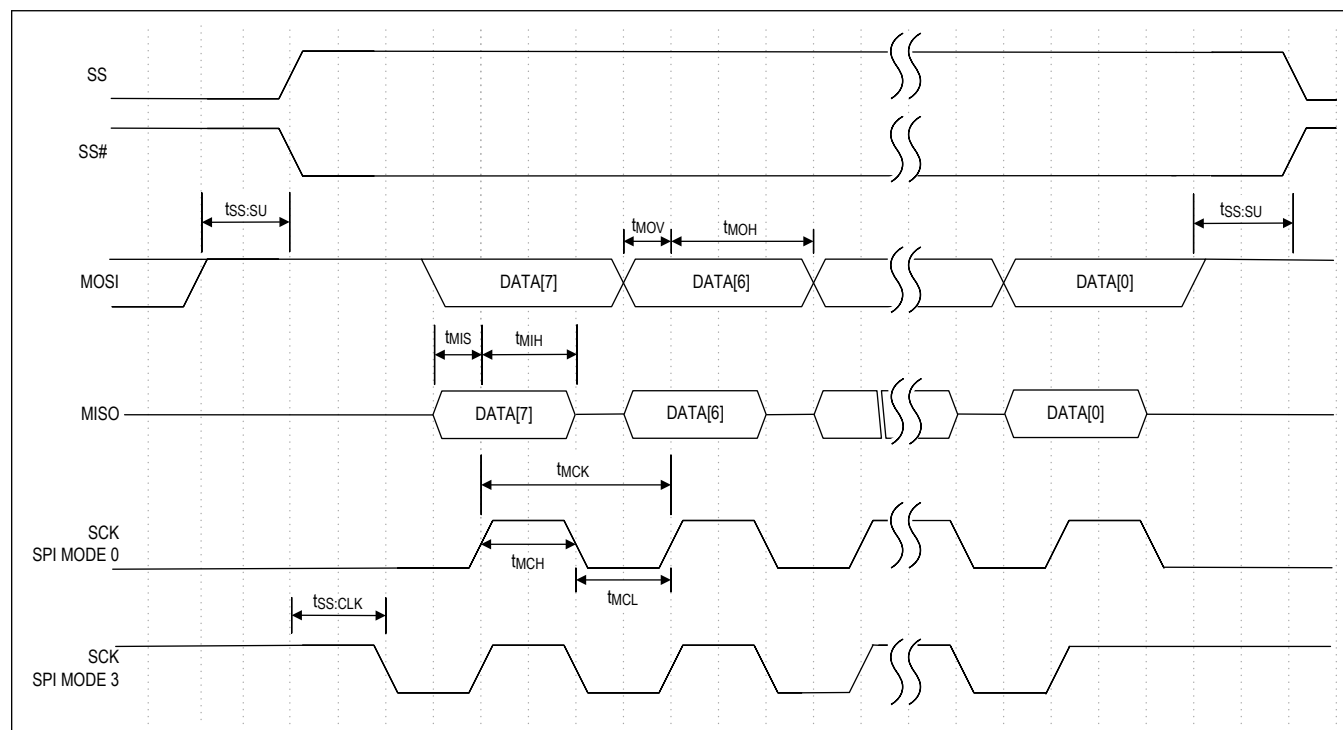 SS
SS#
tSS:SU
tMOV
tMOH
tSS:SU
MOSI
DATA[7]
DATA[6]
DATA[0]
tMIS
tMIH
MISO
DATA[7]
DATA[6]
DATA[0]
tMCK
SCK
SPI MODE 0
tMCH
tMCL
tSS:CLK
SCK
SPI MODE 3